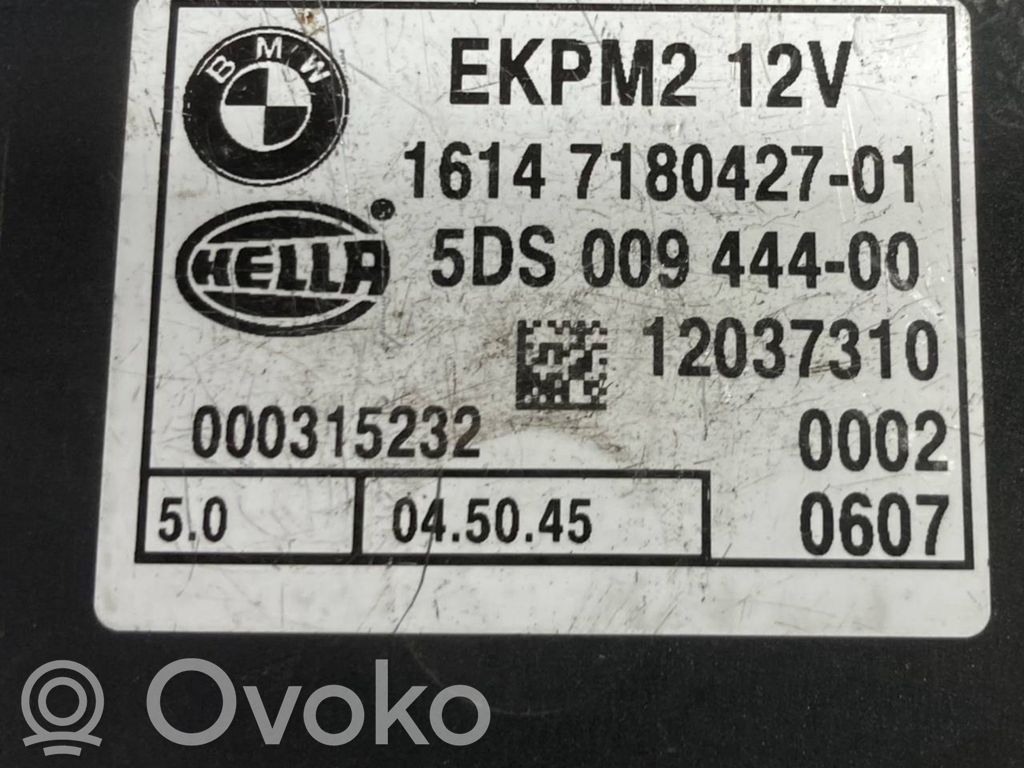 BMW
EKPM2 12V
1614 7180427-01
HELLA®
5DS 009 444-00
12037310
000315232
0002
5.0
04.50.45
0607
Ovoko